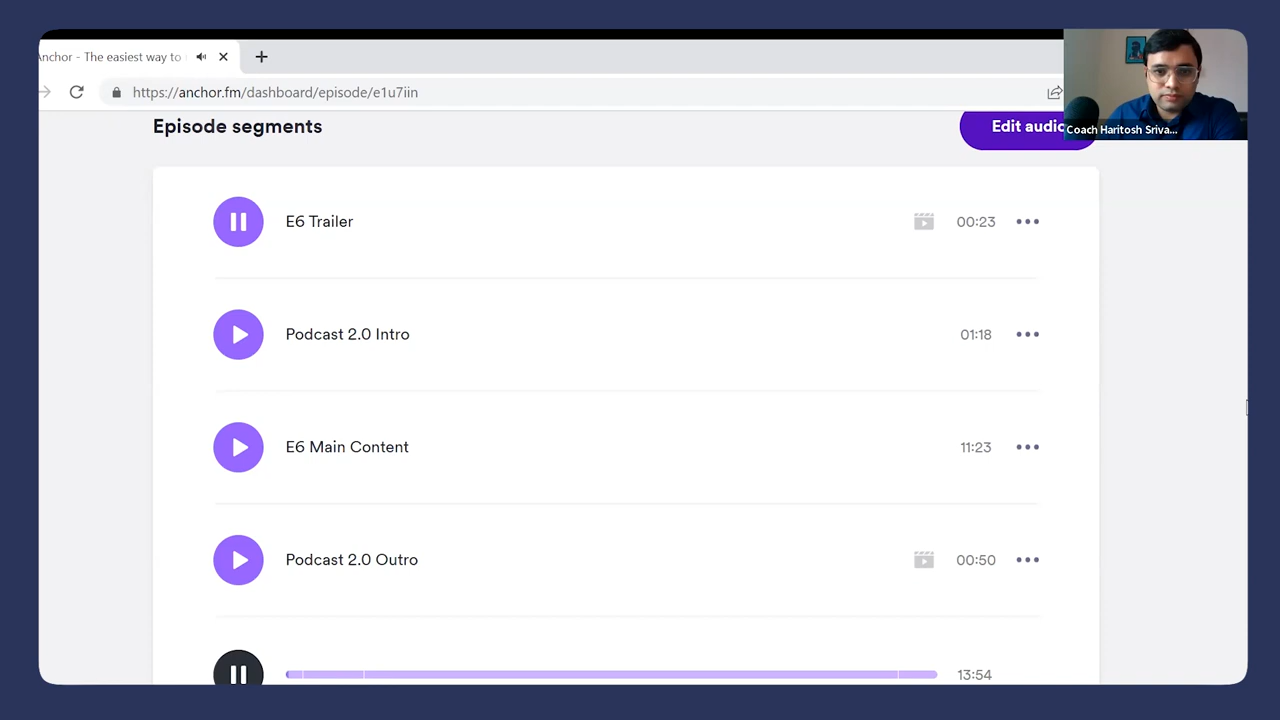 Anchor - The easiest way to
https://anchor.fm/dashboard/episode/e1u7iin
Episode segments
Edit audio
Coach Haritosh Sriva...
E6 Trailer
00:23
Podcast 2.0 Intro
01:18
E6 Main Content
11:23
Podcast 2.0 Outro
00:50
13:54